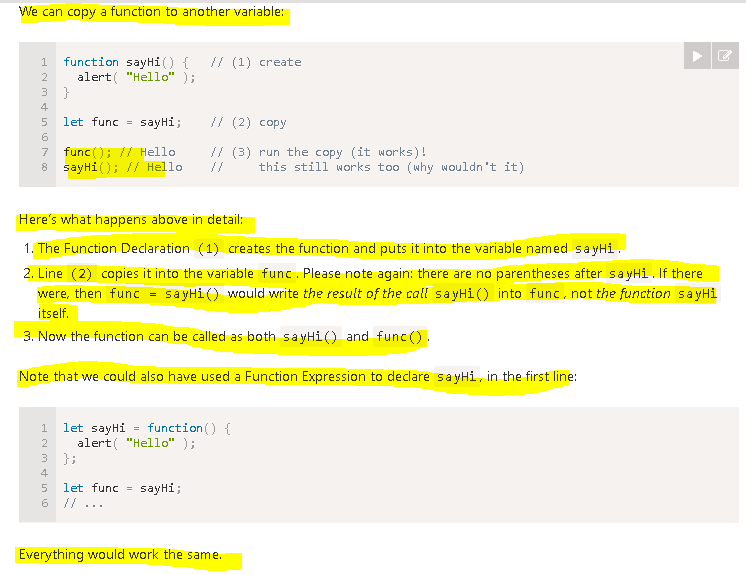 We can copy a function to another variable:
1 function sayHi() {   // (1) create
2   alert( "Hello" );
3 }
4
5 let func = sayHi;    // (2) copy
6
7 func(); // Hello     // (3) run the copy (it works)!
8 sayHi(); // Hello    //     this still works too (why wouldn't it)
Here's what happens above in detail:
1. The Function Declaration (1) creates the function and puts it into the variable named sayHi.
2. Line (2) copies it into the variable func. Please note again: there are no parentheses after sayHi. If there
were, then func = sayHi() would write the result of the call sayHi() into func, not the function sayHi
itself.
3. Now the function can be called as both sayHi() and func().
Note that we could also have used a Function Expression to declare sayHi, in the first line:
1 let sayHi = function() {
2   alert( "Hello" );
3 };
4
5 let func = sayHi;
6 // ...
Everything would work the same.